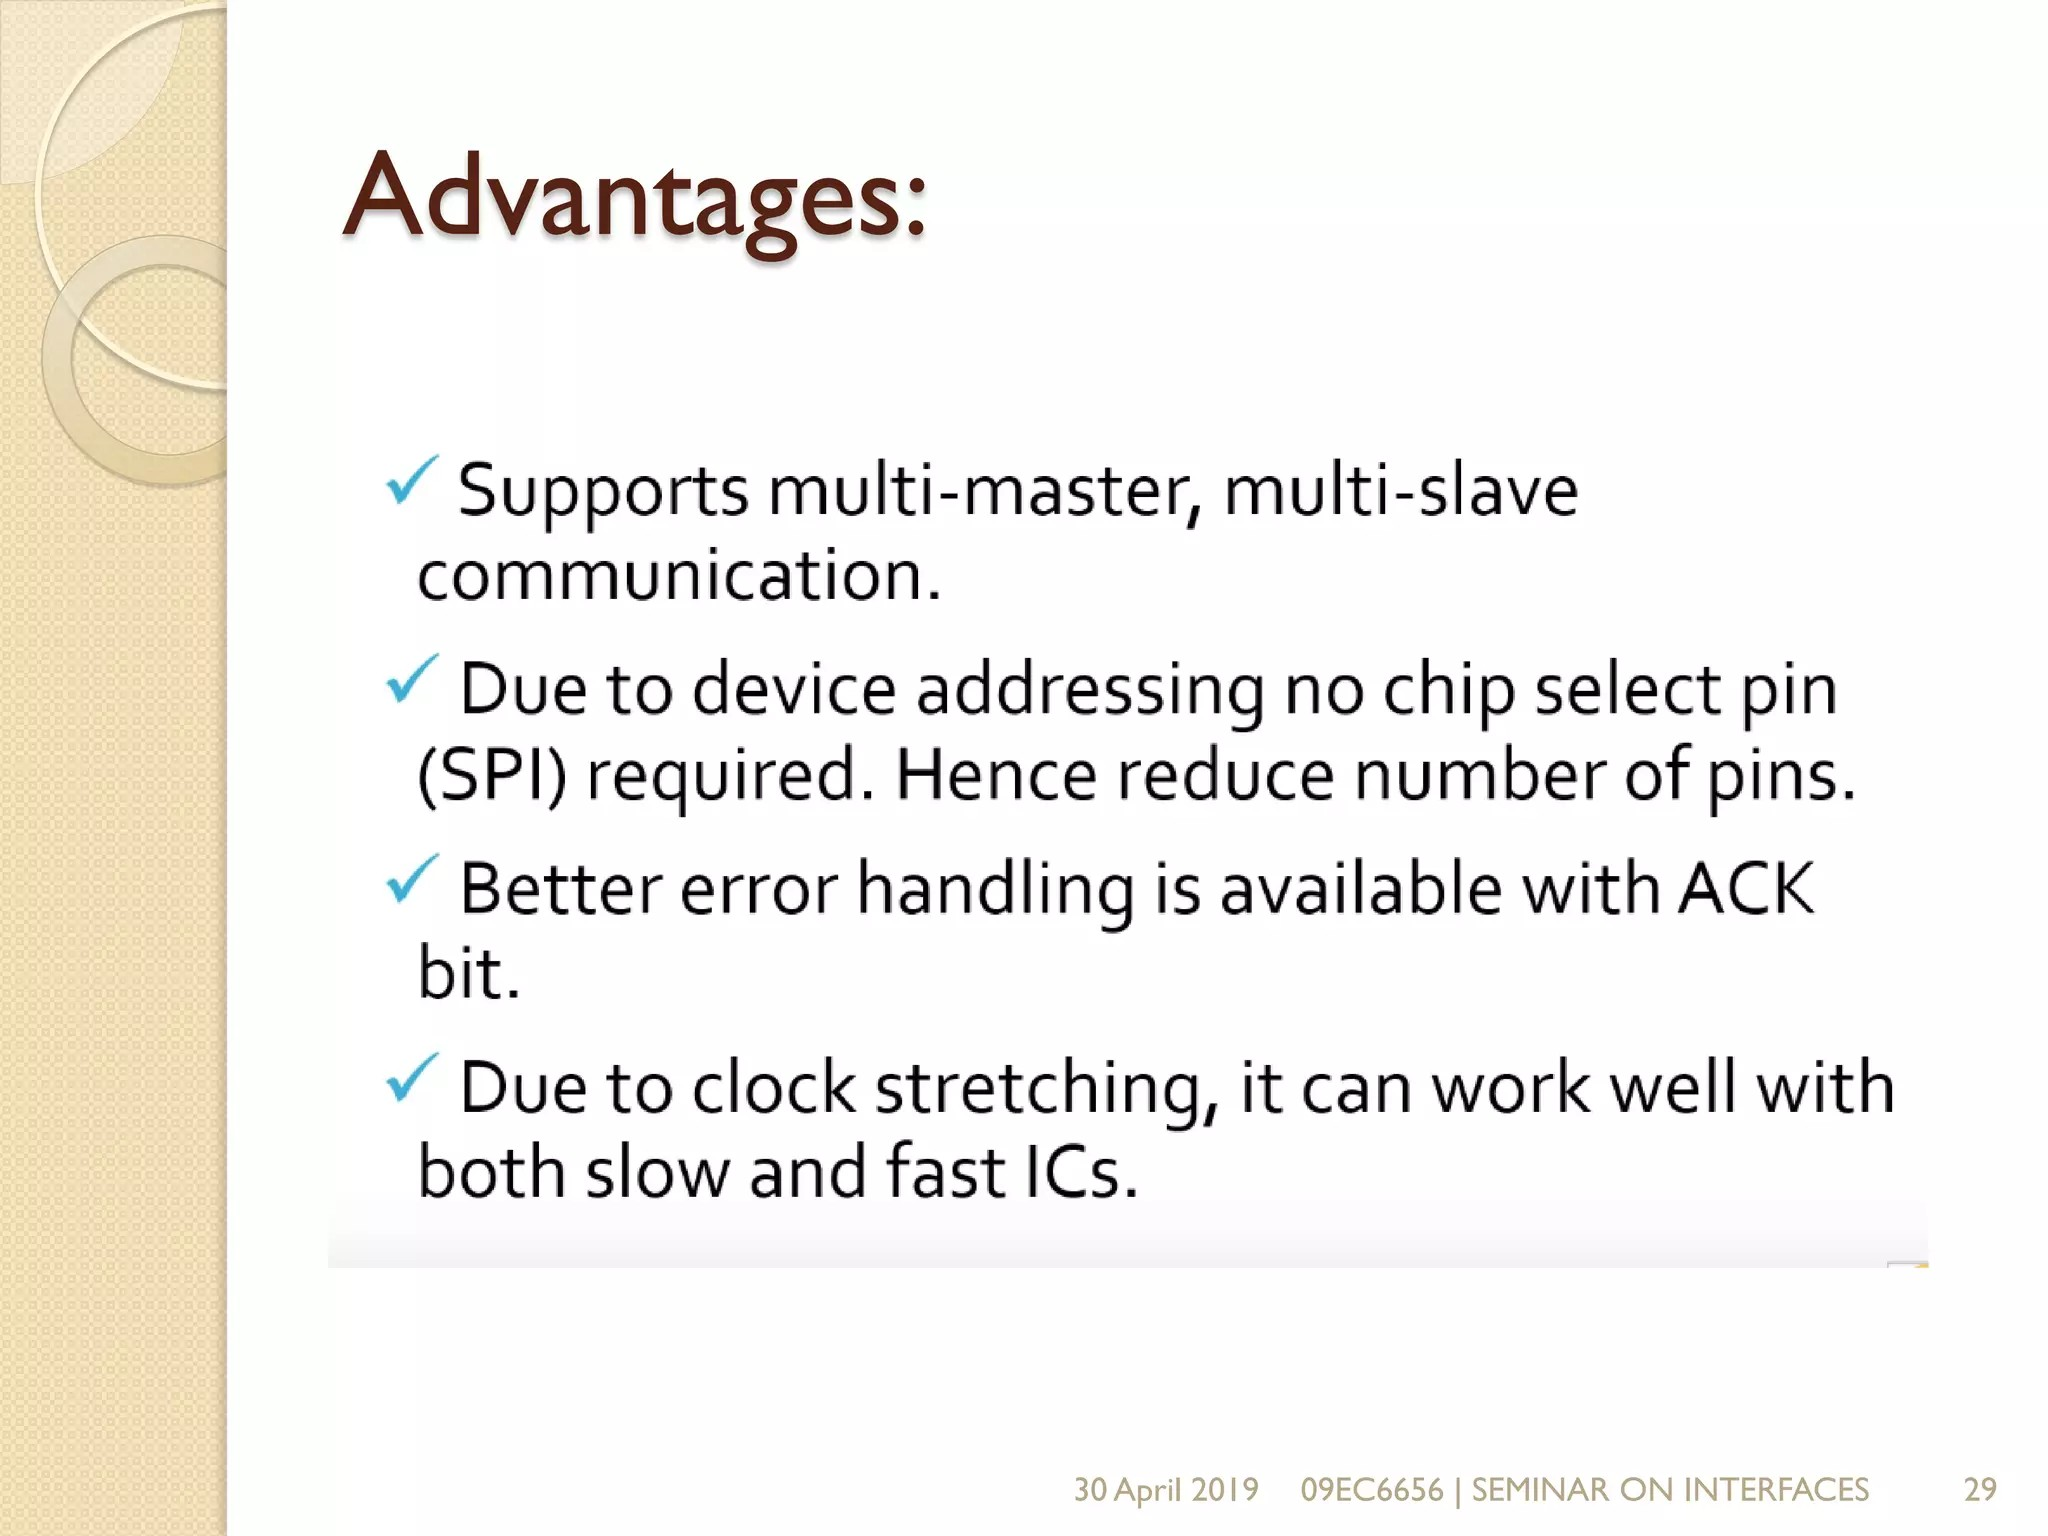 Advantages:
✓ Supports multi-master, multi-slave
communication.
✓ Due to device addressing no chip select pin
(SPI) required. Hence reduce number of pins.
✓ Better error handling is available with ACK
bit.
✓ Due to clock stretching, it can work well with
both slow and fast ICs.
30 April 2019 09EC6656 | SEMINAR ON INTERFACES 29